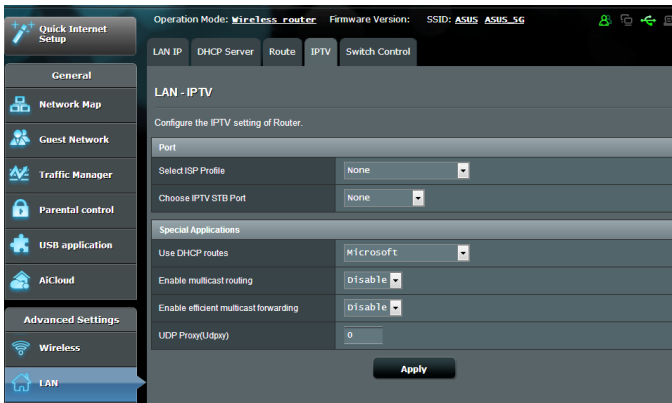 Quick Internet
Setup
Operation Mode: Wireless router Firmware Version: SSID: ASUS ASUS_5G
LAN IP DHCP Server Route IPTV Switch Control
General
Network Map
Guest Network
Traffic Manager
Parental control
USB application
AiCloud
Advanced Settings
Wireless
LAN
LAN - IPTV
Configure the IPTV setting of Router.
Port
Select ISP Profile None
Choose IPTV STB Port None
Special Applications
Use DHCP routes Microsoft
Enable multicast routing Disable
Enable efficient multicast forwarding Disable
UDP Proxy(Udpxy) 0
Apply